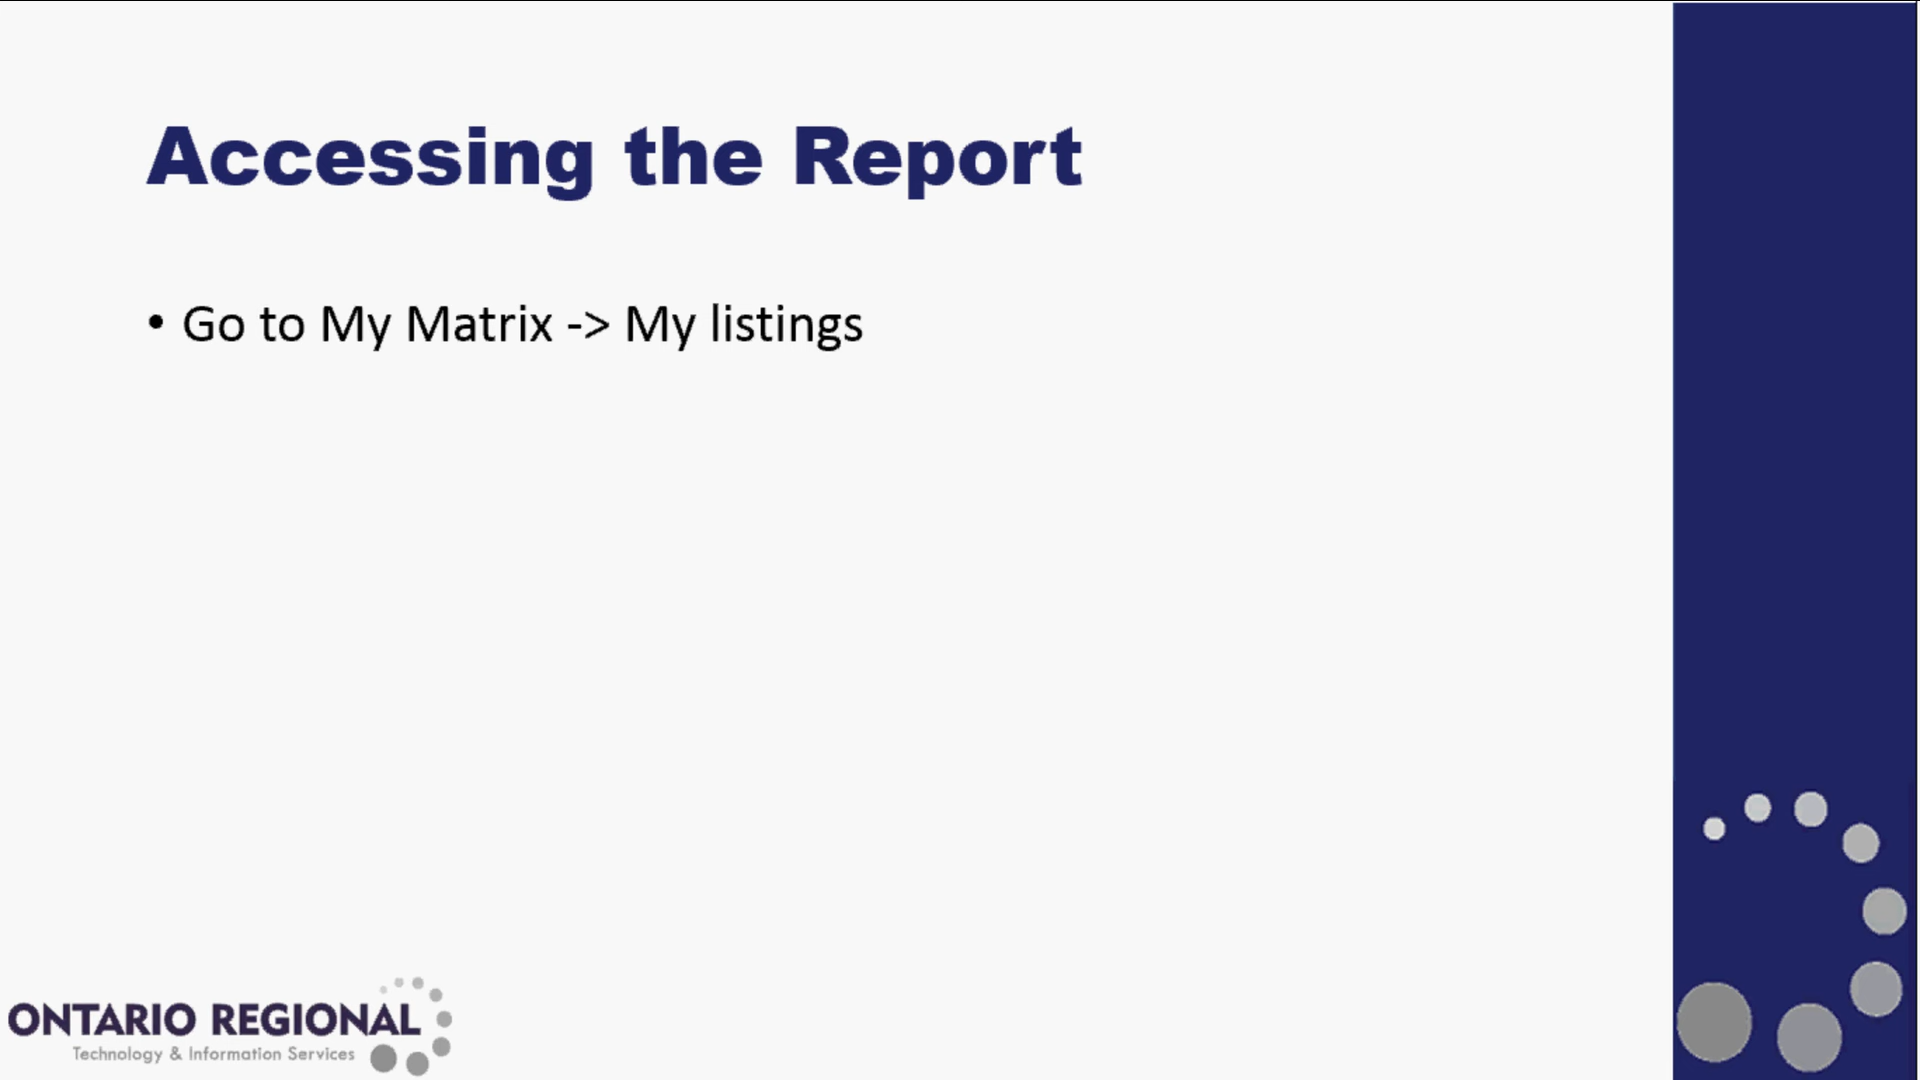 Accessing the Report
• Go to My Matrix -> My listings
ONTARIO REGIONAL
Technology & Information Services